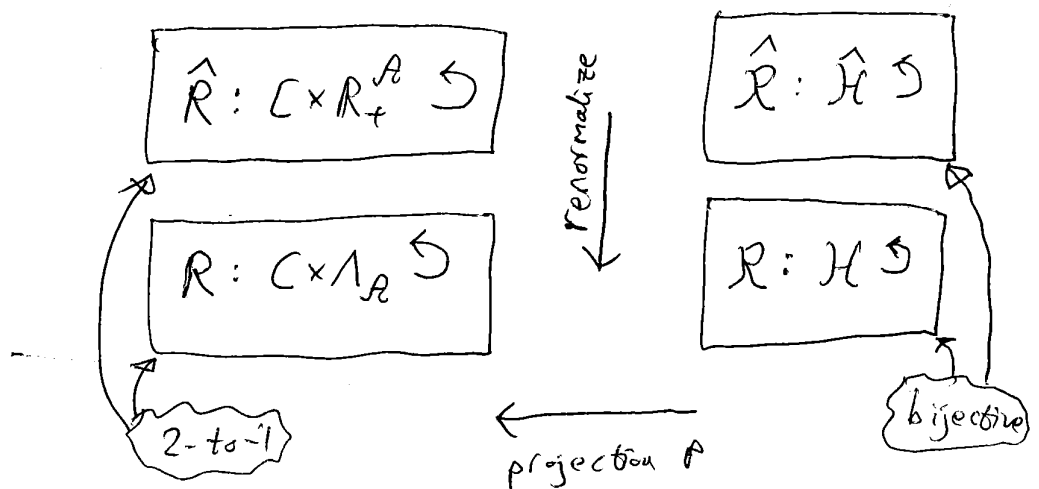 R̂ : C × R₊^𝒜 ↺
renormalize
ℛ̂ : ℋ̂ ↺
R : C × Λ_𝒜 ↺
ℛ : ℋ ↺
2-to-1
bijective
projection P